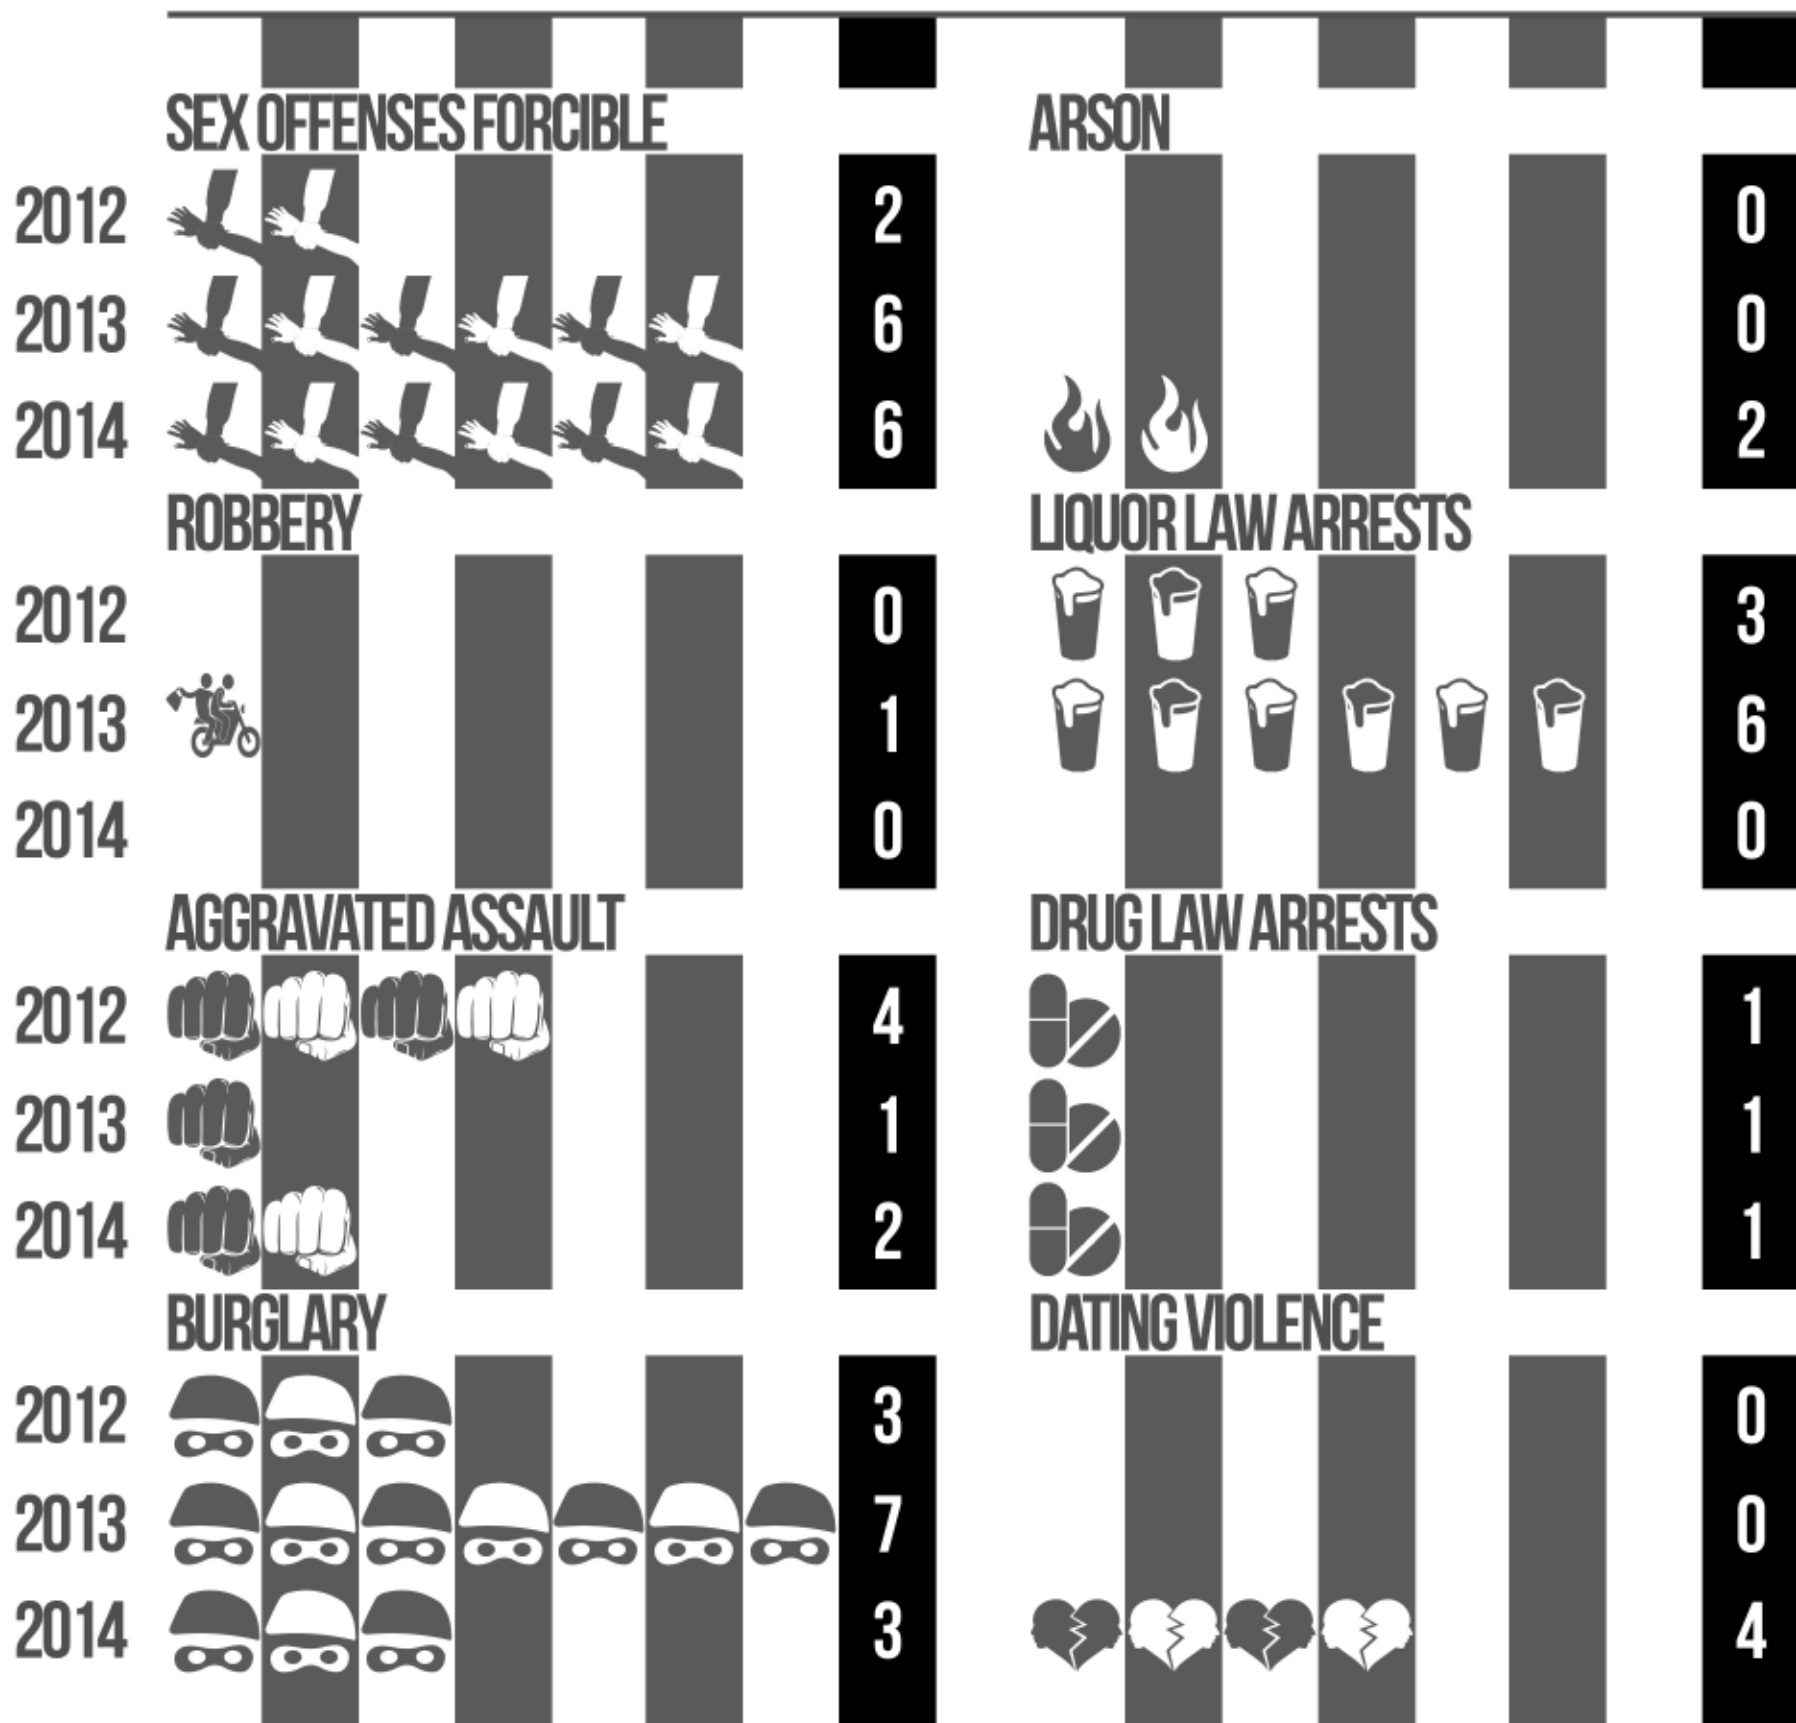 SEX OFFENSES FORCIBLE ARSON
2012 2 0
2013 6 0
2014 6 2
ROBBERY LIQUOR LAW ARRESTS
2012 0 3
2013 1 6
2014 0 0
AGGRAVATED ASSAULT DRUG LAW ARRESTS
2012 4 1
2013 1 1
2014 2 1
BURGLARY DATING VIOLENCE
2012 3 0
2013 7 0
2014 3 4